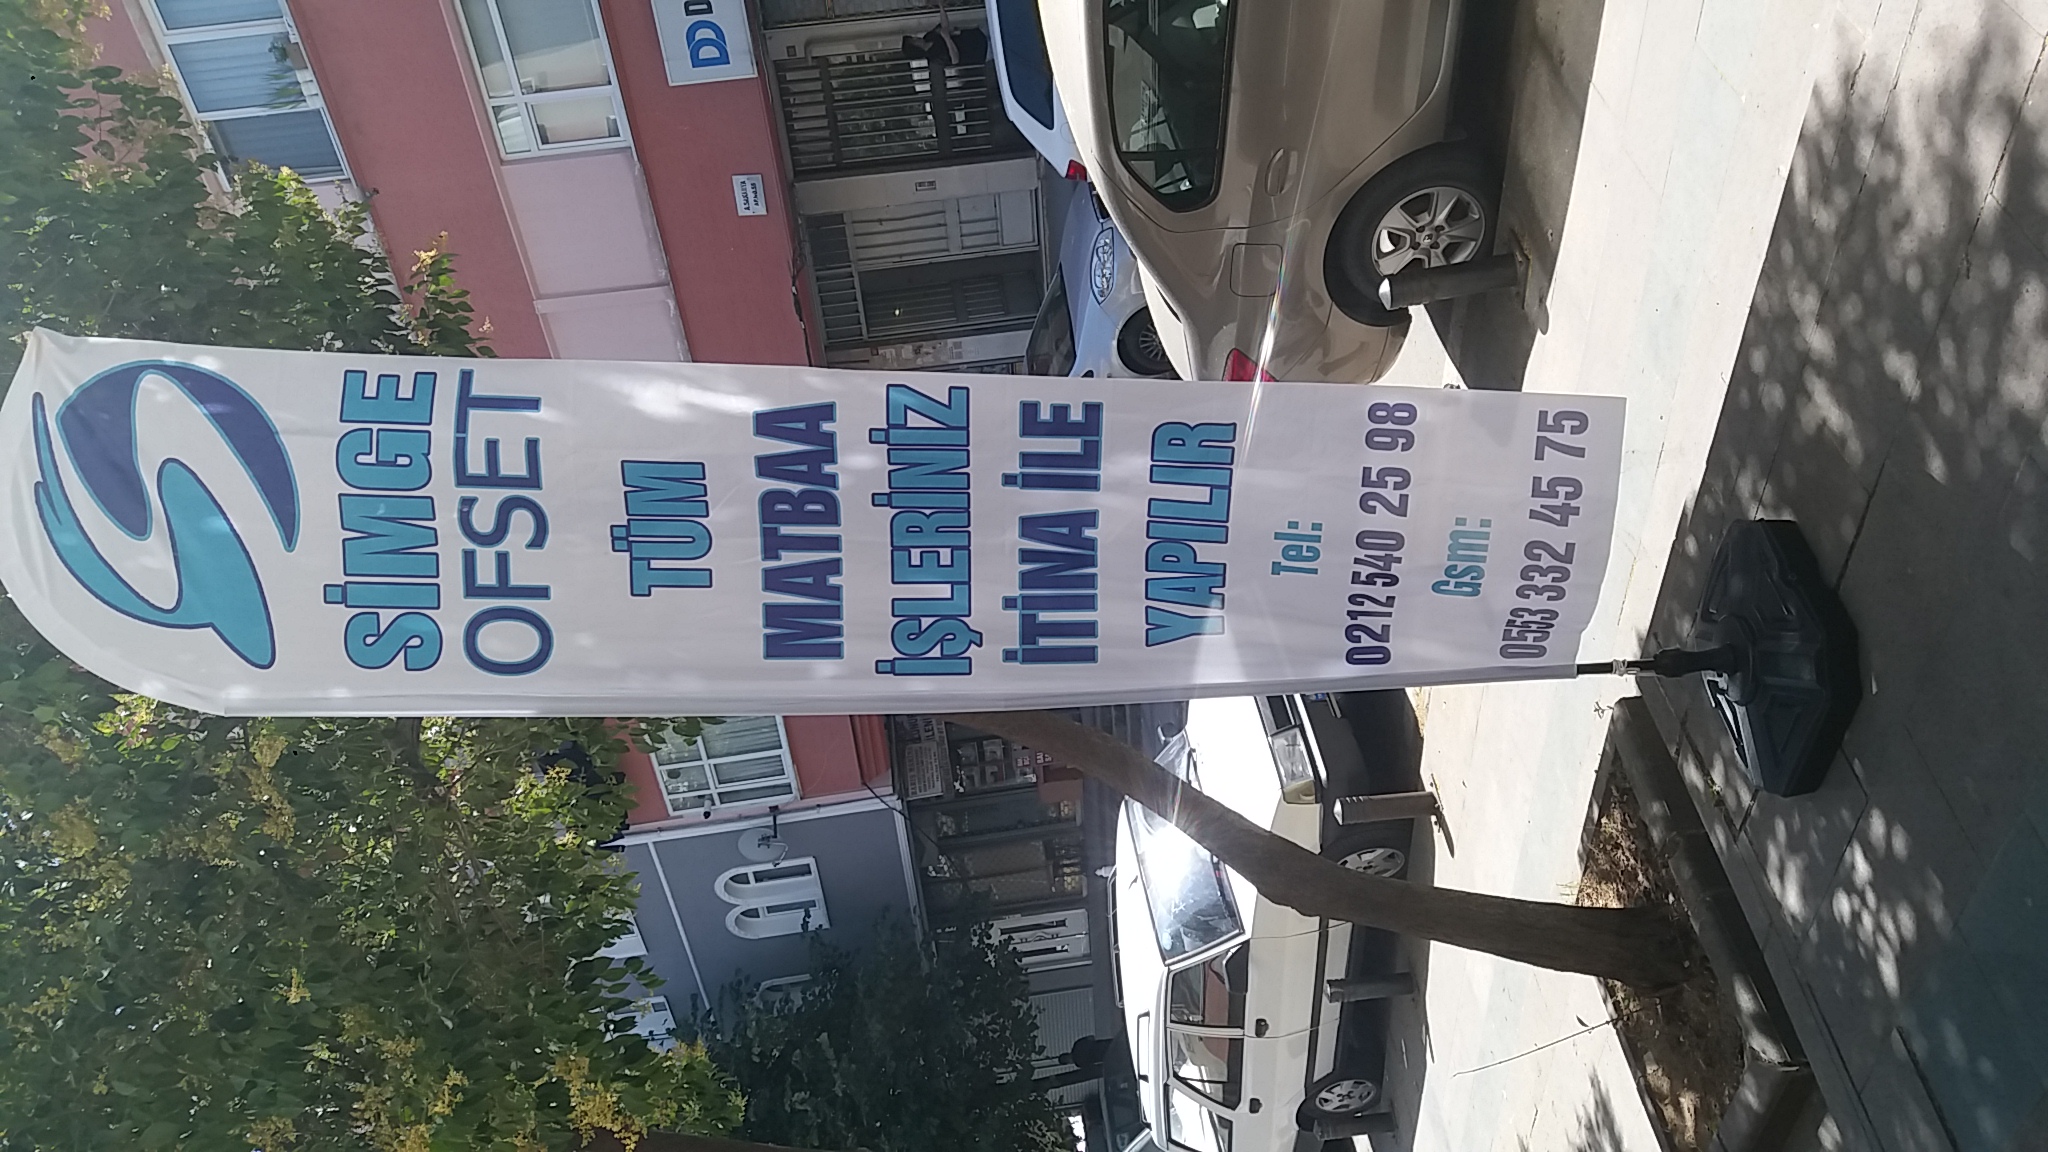 SİMGE
OFSET
TÜM
MATBAA
İŞLERİNİZ
İTİNA İLE
YAPILIR
Tel:
0212 540 25 98
Gsm:
0553 332 45 75